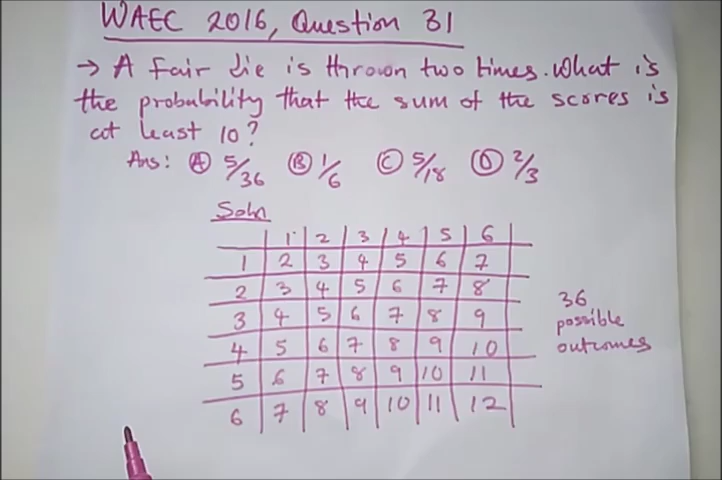 WAEC 2016, Question 31
→ A fair die is thrown two times. What is
the probability that the sum of the scores is
at least 10?
Ans: (A) 5/36 (B) 1/6 (C) 5/18 (D) 2/3
Soln
1 2 3 4 5 6
1 2 3 4 5 6 7
2 3 4 5 6 7 8
3 4 5 6 7 8 9
4 5 6 7 8 9 10
5 6 7 8 9 10 11
6 7 8 9 10 11 12
36
possible
outcomes